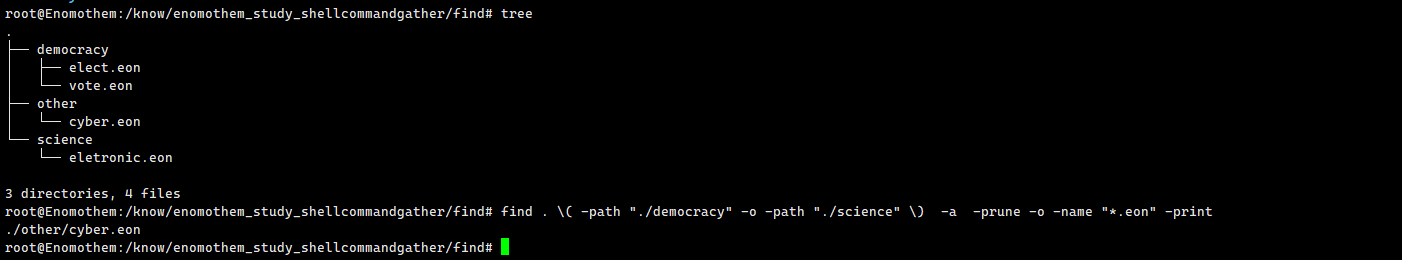 root@Enomothem:/know/enomothem_study_shellcommandgather/find# tree
.
├── democracy
│   ├── elect.eon
│   └── vote.eon
├── other
│   └── cyber.eon
└── science
    └── eletronic.eon
3 directories, 4 files
root@Enomothem:/know/enomothem_study_shellcommandgather/find# find . \( -path "./democracy" -o -path "./science" \)  -a  -prune -o -name "*.eon" -print
./other/cyber.eon
root@Enomothem:/know/enomothem_study_shellcommandgather/find#